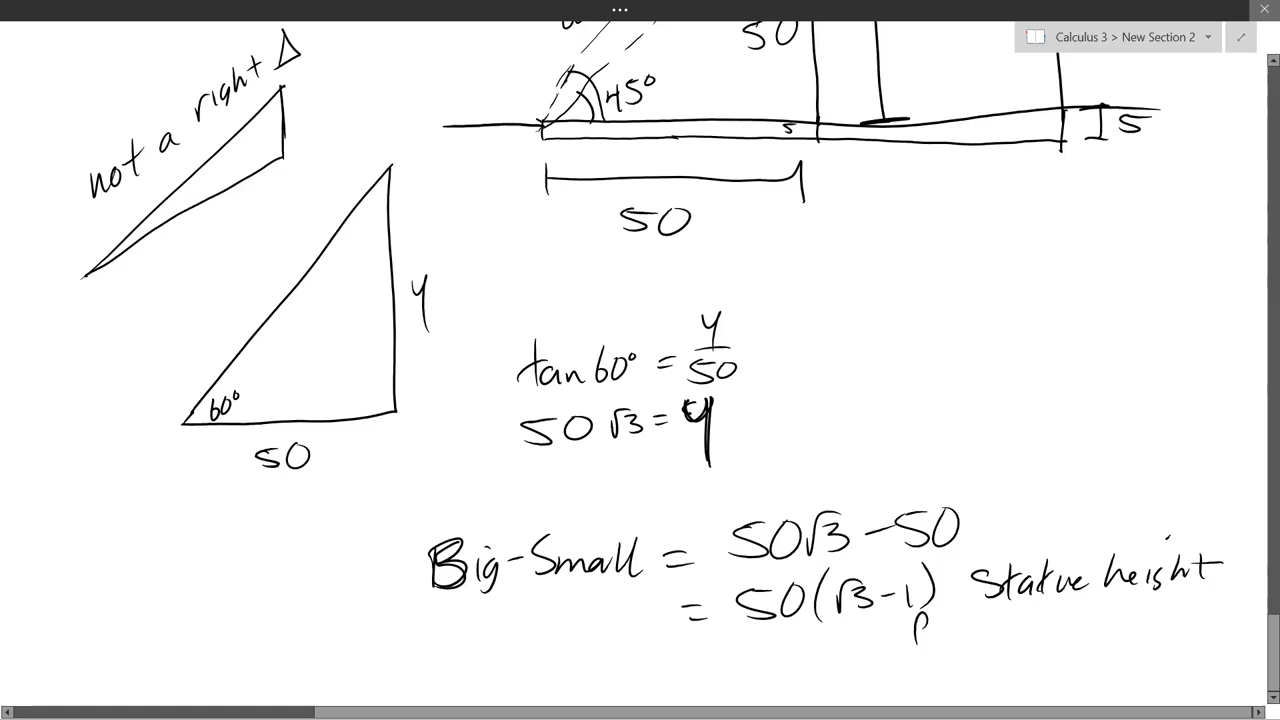 Calculus 3 > New Section 2
not a right Δ
50
45°
5
5
50
y
60°
50
tan 60° = y/50
50√3 = y
Big-Small = 50√3 - 50
= 50(√3 - 1) Statue height